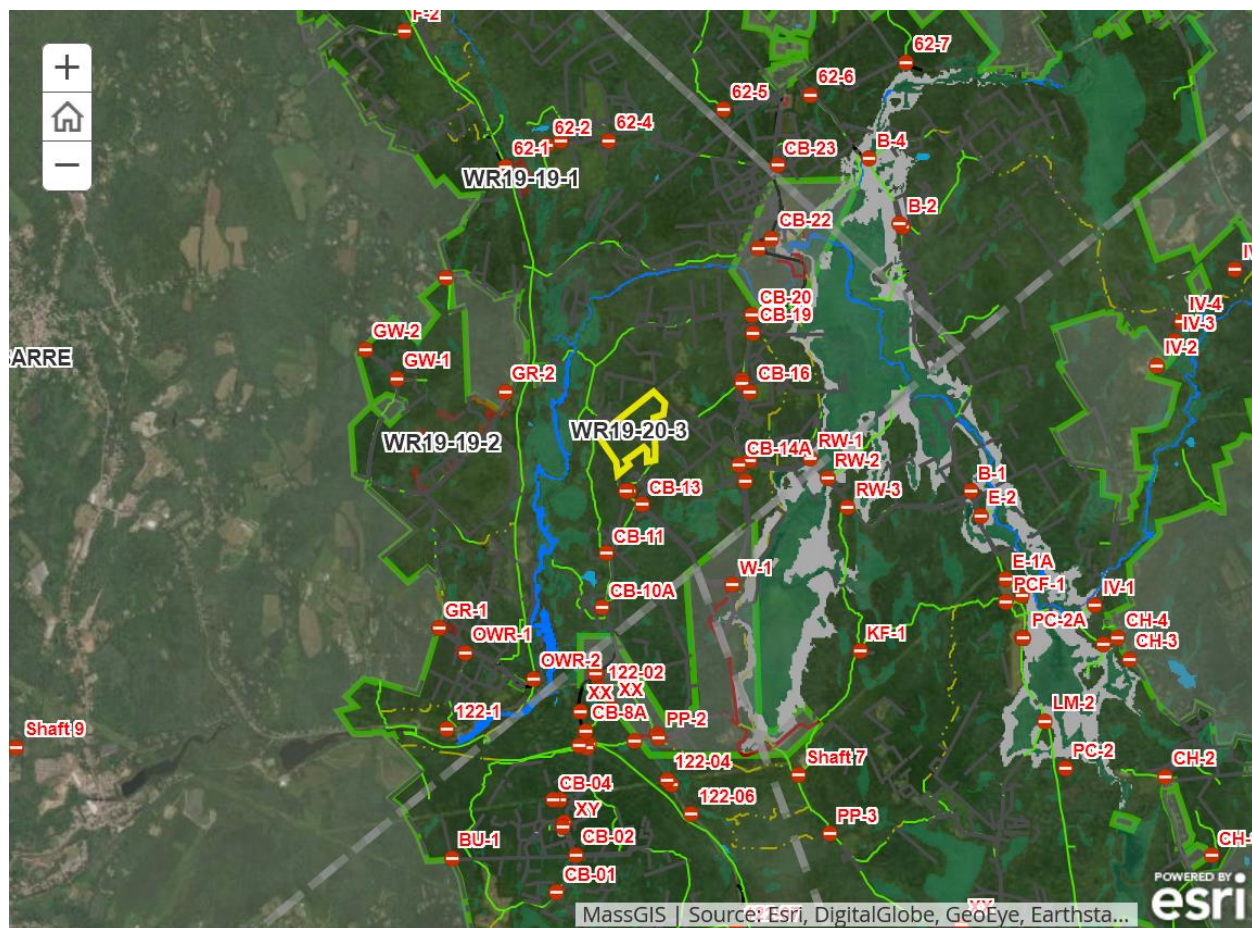 F-2
+
−
62-7
62-6
62-5
62-2
62-4
62-1
CB-23
B-4
WR19-19-1
B-2
CB-22
CB-20
CB-19
IV-4
IV-3
IV-2
GW-2
ARRE
GW-1
GR-2
CB-16
WR19-20-3
WR19-19-2
CB-14A
RW-1
RW-2
RW-3
CB-13
B-1
E-2
CB-11
W-1
E-1A
PCF-1
CB-10A
IV-1
GR-1
PC-2A
CH-4
CH-3
OWR-1
KF-1
OWR-2
122-02
XX XX
CB-8A
122-1
PP-2
LM-2
Shaft 9
122-04
Shaft 7
PC-2
CH-2
CB-04
122-06
XY
PP-3
CB-02
BU-1
CB-01
XX
MassGIS | Source: Esri, DigitalGlobe, GeoEye, Earthsta...
POWERED BY
esri